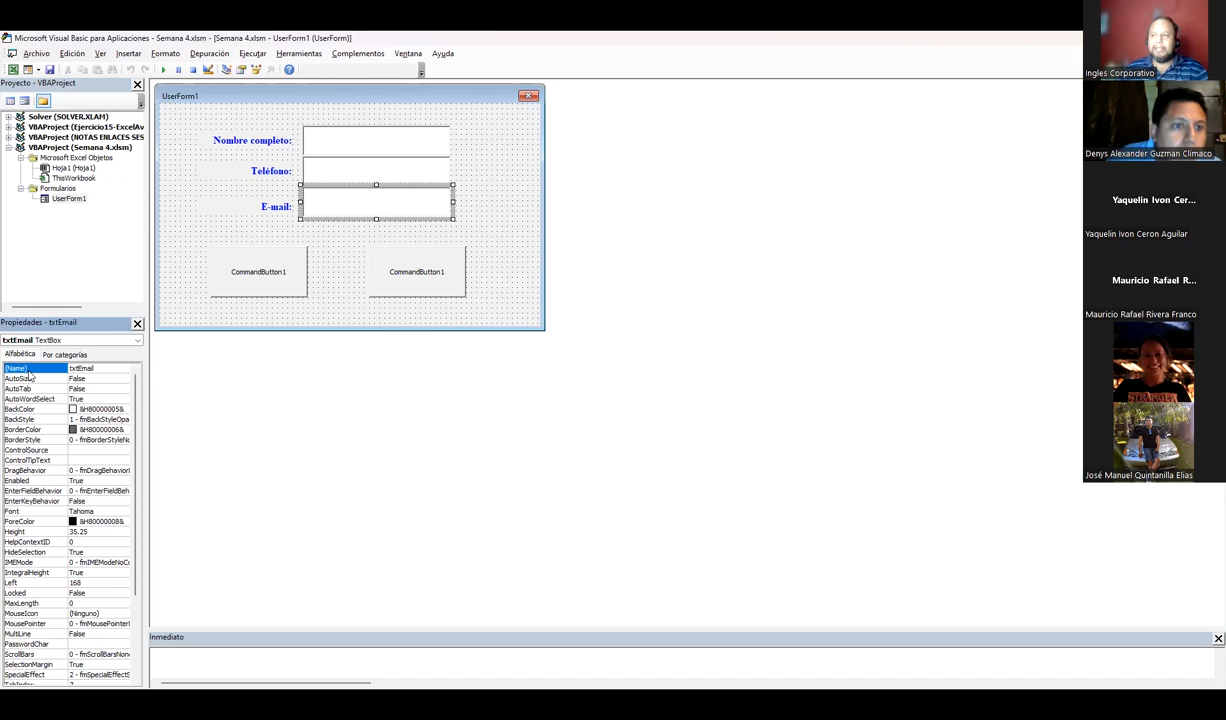 Microsoft Visual Basic para Aplicaciones - Semana 4.xlsm - [Semana 4.xlsm - UserForm1 (UserForm)]
Archivo Edición Ver Insertar Formato Depuración Ejecutar Herramientas Complementos Ventana Ayuda
Proyecto - VBAProject
Solver (SOLVER.XLAM)
VBAProject (Ejercicio15-ExcelAv
VBAProject (NOTAS ENLACES SES
VBAProject (Semana 4.xlsm)
Microsoft Excel Objetos
Hoja1 (Hoja1)
ThisWorkbook
Formularios
UserForm1
Propiedades - txtEmail
txtEmail TextBox
Alfabética Por categorías
(Name) txtEmail
AutoSize False
AutoTab False
AutoWordSelect True
BackColor &H80000005&
BackStyle 1 - fmBackStyleOpa
BorderColor &H80000006&
BorderStyle 0 - fmBorderStyleNo
ControlSource
ControlTipText
DragBehavior 0 - fmDragBehaviorI
Enabled True
EnterFieldBehavior 0 - fmEnterFieldBeh
EnterKeyBehavior False
Font Tahoma
ForeColor &H80000008&
Height 35.25
HelpContextID 0
HideSelection True
IMEMode 0 - fmIMEModeNoCo
IntegralHeight True
Left 168
Locked False
MaxLength 0
MouseIcon (Ninguno)
MousePointer 0 - fmMousePointerI
MultiLine False
PasswordChar
ScrollBars 0 - fmScrollBarsNone
SelectionMargin True
SpecialEffect 2 - fmSpecialEffectS
UserForm1
Nombre completo:
Teléfono:
E-mail:
CommandButton1 CommandButton1
Inmediato
Ingles Corporativo
Denys Alexander Guzman Climaco
Yaquelin Ivon Cer...
Yaquelin Ivon Ceron Aguilar
Mauricio Rafael R...
Mauricio Rafael Rivera Franco
STRANGER
José Manuel Quintanilla Elias